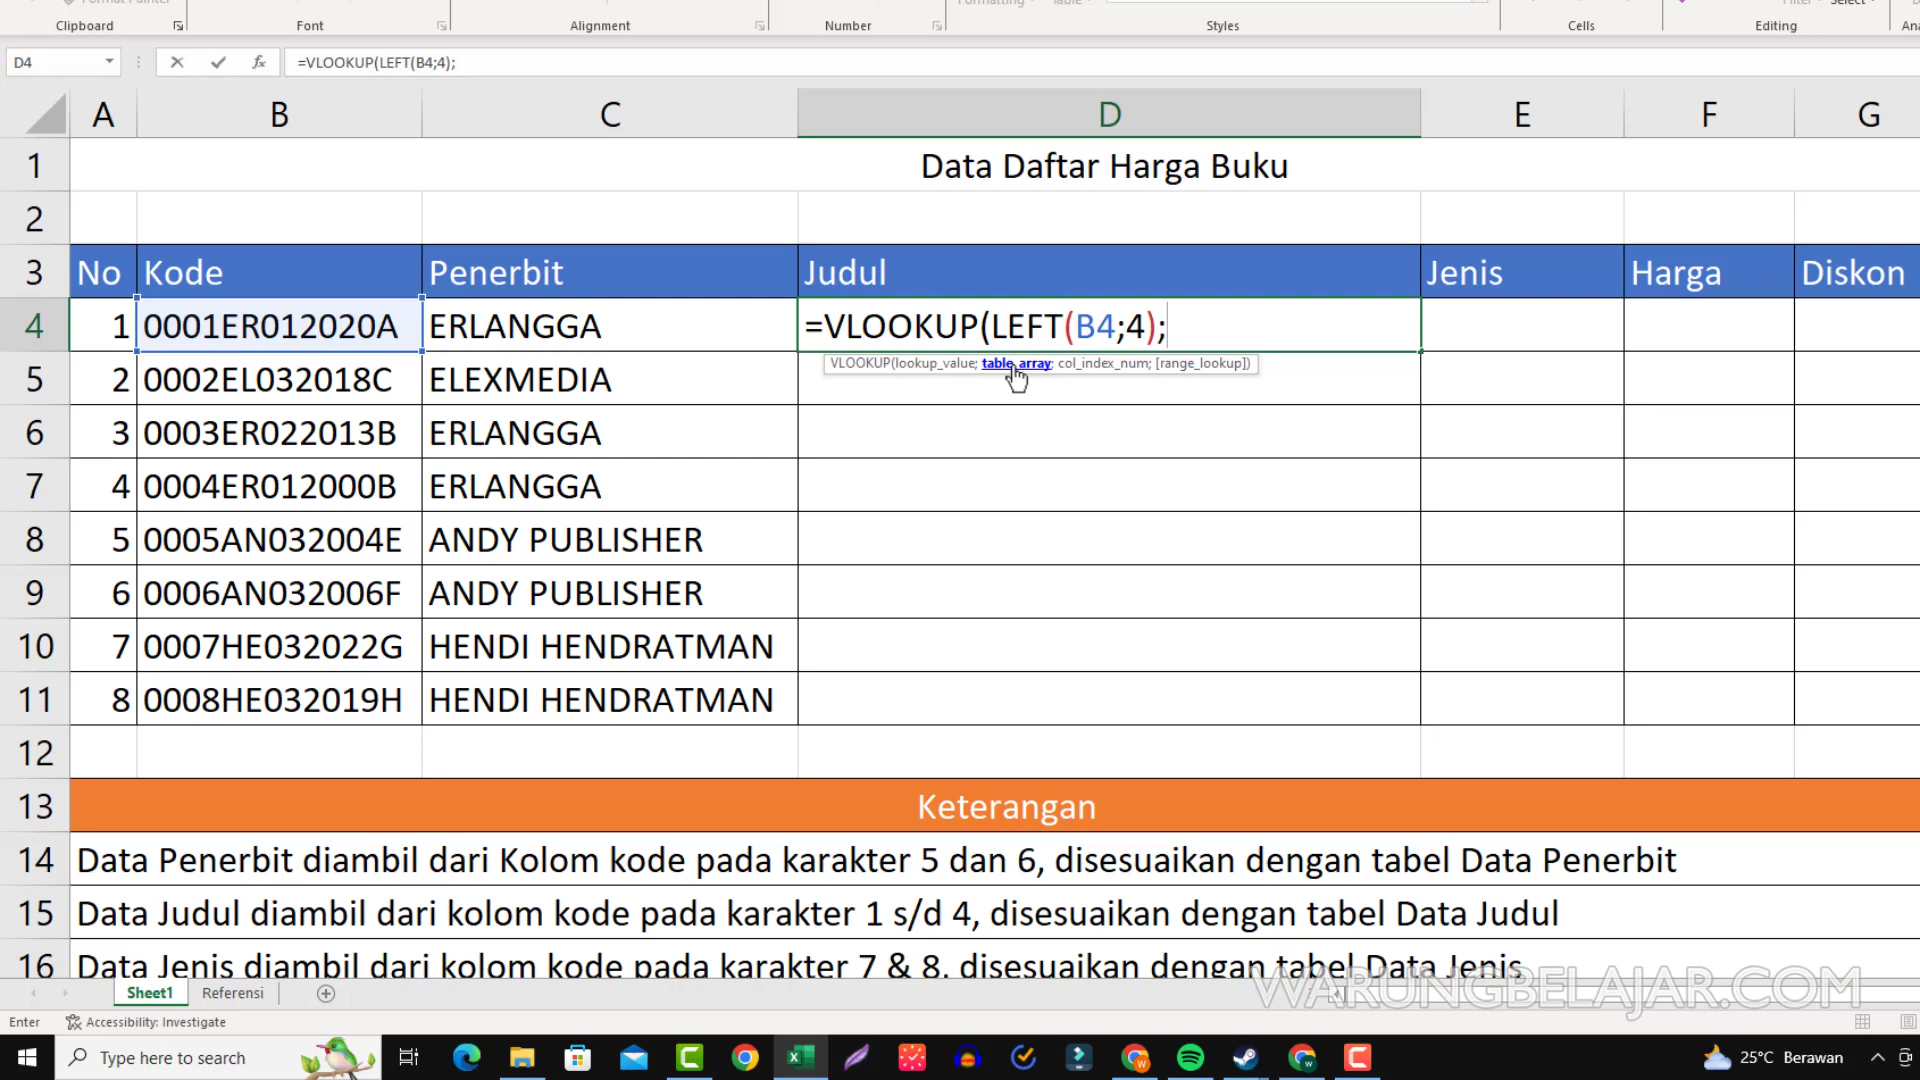 Clipboard Font Alignment Number Styles Cells Editing
D4 fx =VLOOKUP(LEFT(B4;4);
A B C D E F G
1 Data Daftar Harga Buku
2
3 No Kode Penerbit Judul Jenis Harga Diskon
4 1 0001ER012020A ERLANGGA =VLOOKUP(LEFT(B4;4);
VLOOKUP(lookup_value; table_array; col_index_num; [range_lookup])
5 2 0002EL032018C ELEXMEDIA
6 3 0003ER022013B ERLANGGA
7 4 0004ER012000B ERLANGGA
8 5 0005AN032004E ANDY PUBLISHER
9 6 0006AN032006F ANDY PUBLISHER
10 7 0007HE032022G HENDI HENDRATMAN
11 8 0008HE032019H HENDI HENDRATMAN
12
13 Keterangan
14 Data Penerbit diambil dari Kolom kode pada karakter 5 dan 6, disesuaikan dengan tabel Data Penerbit
15 Data Judul diambil dari kolom kode pada karakter 1 s/d 4, disesuaikan dengan tabel Data Judul
16 Data Jenis diambil dari kolom kode pada karakter 7 & 8, disesuaikan dengan tabel Data Jenis
WARUNGBELAJAR.COM
Sheet1 Referensi
Enter Accessibility: Investigate
Type here to search 25°C Berawan